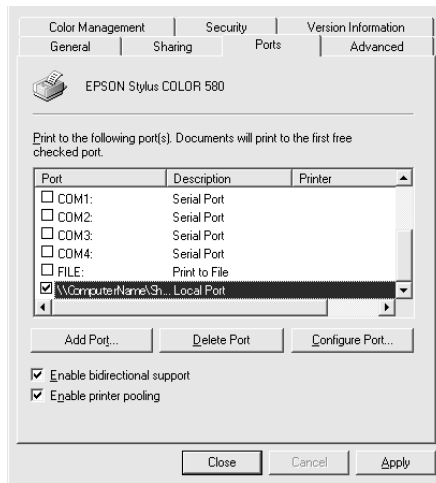 Color Management Security Version Information
General Sharing Ports Advanced
EPSON Stylus COLOR 580
Print to the following port(s). Documents will print to the first free
checked port.
Port Description Printer
COM1: Serial Port
COM2: Serial Port
COM3: Serial Port
COM4: Serial Port
FILE: Print to File
\\ComputerName\Sh... Local Port
Add Port... Delete Port Configure Port...
Enable bidirectional support
Enable printer pooling
Close Cancel Apply